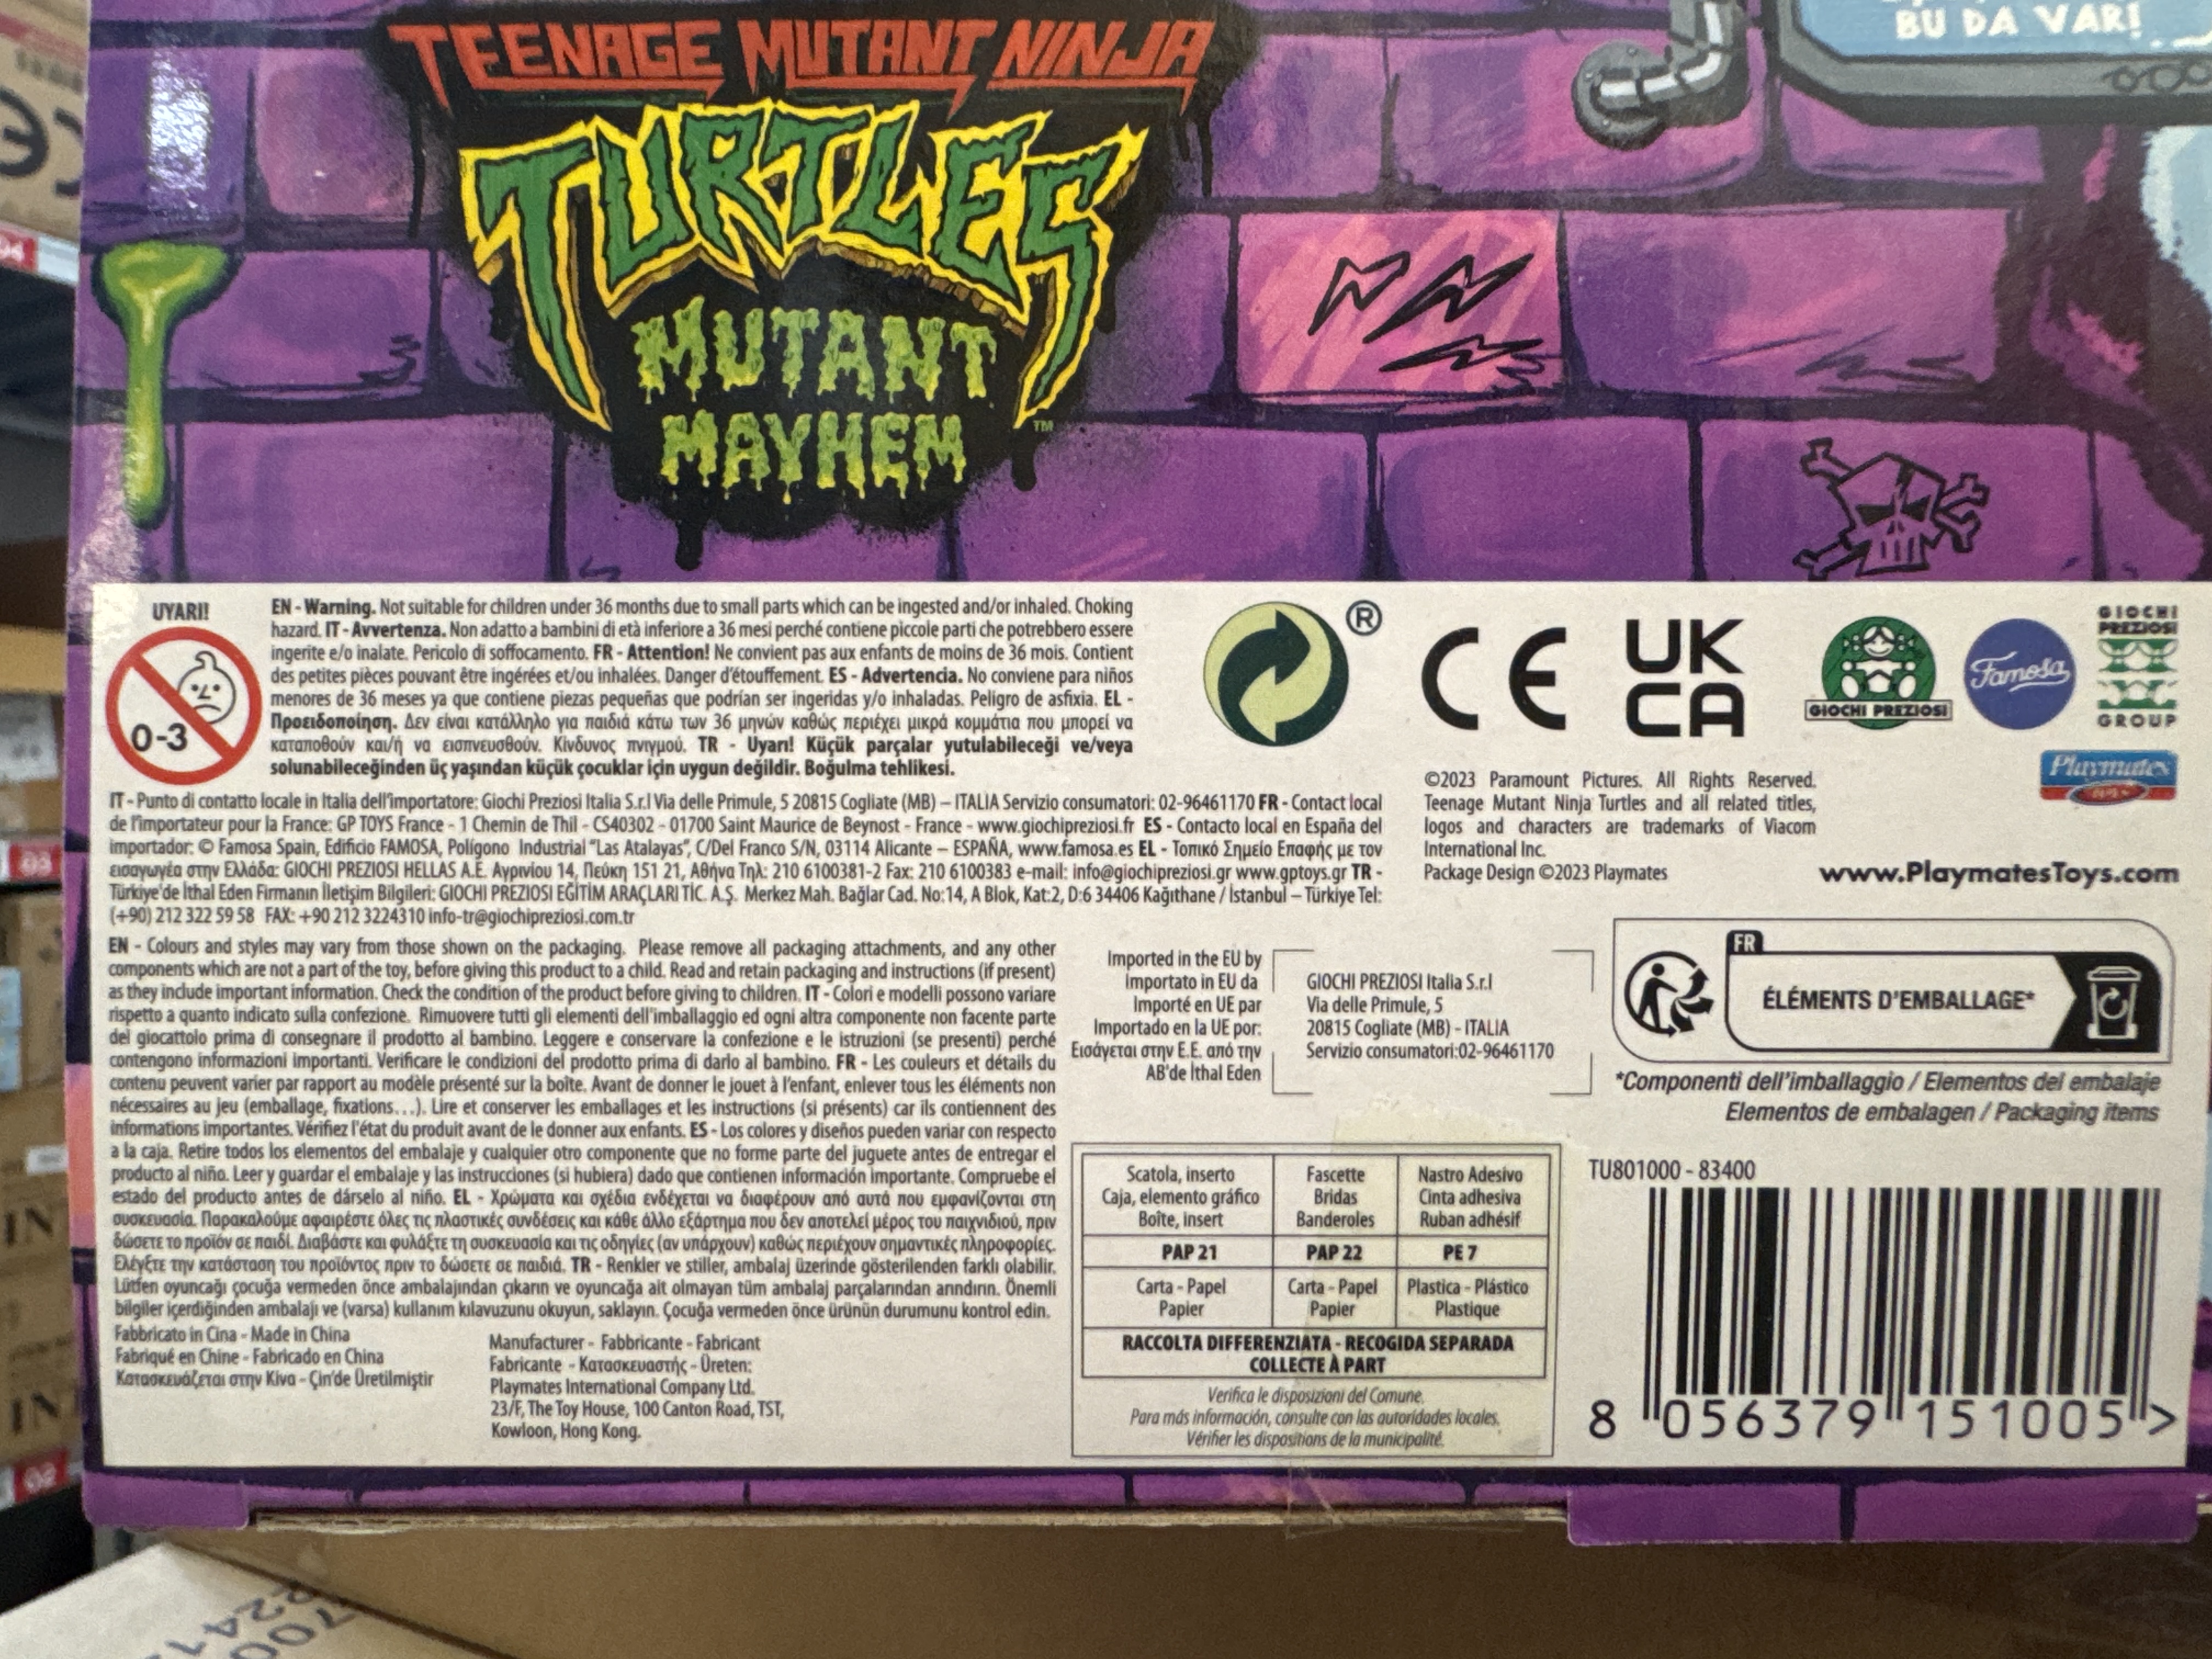 BU DA VAR!
TEENAGE MUTANT NINJA
TURTLES
MUTANT
MAYHEM
TM
UYARI!
0-3
EN - Warning. Not suitable for children under 36 months due to small parts which can be ingested and/or inhaled. Choking
hazard. IT - Avvertenza. Non adatto a bambini di età inferiore a 36 mesi perché contiene piccole parti che potrebbero essere
ingerite e/o inalate. Pericolo di soffocamento. FR - Attention! Ne convient pas aux enfants de moins de 36 mois. Contient
des petites pièces pouvant être ingérées et/ou inhalées. Danger d'étouffement. ES - Advertencia. No conviene para niños
menores de 36 meses ya que contiene piezas pequeñas que podrían ser ingeridas y/o inhaladas. Peligro de asfixia. EL -
Προειδοποίηση. Δεν είναι κατάλληλο για παιδιά κάτω των 36 μηνών καθώς περιέχει μικρά κομμάτια που μπορεί να
καταποθούν και/ή να εισπνευσθούν. Κίνδυνος πνιγμού. TR - Uyarı! Küçük parçalar yutulabileceği ve/veya
solunabileceğinden üç yaşından küçük çocuklar için uygun değildir. Boğulma tehlikesi.
®
CE
UK
CA
GIOCHI PREZIOSI
Famosa
GIOCHI
PREZIOSI
GROUP
Playmates
IT - Punto di contatto locale in Italia dell'importatore: Giochi Preziosi Italia S.r.l Via delle Primule, 5 20815 Cogliate (MB) – ITALIA Servizio consumatori: 02-96461170 FR - Contact local
de l'importateur pour la France: GP TOYS France - 1 Chemin de Thil - CS40302 - 01700 Saint Maurice de Beynost - France - www.giochipreziosi.fr ES - Contacto local en España del
importador: © Famosa Spain, Edificio FAMOSA, Polígono Industrial "Las Atalayas", C/Del Franco S/N, 03114 Alicante – ESPAÑA, www.famosa.es EL - Τοπικό Σημείο Επαφής με τον
εισαγωγέα στην Ελλάδα: GIOCHI PREZIOSI HELLAS A.E. Αγρινίου 14, Πεύκη 151 21, Αθήνα Τηλ: 210 6100381-2 Fax: 210 6100383 e-mail: info@giochipreziosi.gr www.gptoys.gr TR -
Türkiye'de İthal Eden Firmanın İletişim Bilgileri: GIOCHI PREZIOSI EĞİTİM ARAÇLARI TİC. A.Ş. Merkez Mah. Bağlar Cad. No:14, A Blok, Kat:2, D:6 34406 Kağıthane / İstanbul – Türkiye Tel:
(+90) 212 322 59 58 FAX: +90 212 3224310 info-tr@giochipreziosi.com.tr
©2023 Paramount Pictures. All Rights Reserved.
Teenage Mutant Ninja Turtles and all related titles,
logos and characters are trademarks of Viacom
International Inc.
Package Design ©2023 Playmates
www.PlaymatesToys.com
EN - Colours and styles may vary from those shown on the packaging. Please remove all packaging attachments, and any other
components which are not a part of the toy, before giving this product to a child. Read and retain packaging and instructions (if present)
as they include important information. Check the condition of the product before giving to children. IT - Colori e modelli possono variare
rispetto a quanto indicato sulla confezione. Rimuovere tutti gli elementi dell'imballaggio ed ogni altra componente non facente parte
del giocattolo prima di consegnare il prodotto al bambino. Leggere e conservare la confezione e le istruzioni (se presenti) perché
contengono informazioni importanti. Verificare le condizioni del prodotto prima di darlo al bambino. FR - Les couleurs et détails du
contenu peuvent varier par rapport au modèle présenté sur la boîte. Avant de donner le jouet à l'enfant, enlever tous les éléments non
nécessaires au jeu (emballage, fixations…). Lire et conserver les emballages et les instructions (si présents) car ils contiennent des
informations importantes. Vérifiez l'état du produit avant de le donner aux enfants. ES - Los colores y diseños pueden variar con respecto
a la caja. Retire todos los elementos del embalaje y cualquier otro componente que no forme parte del juguete antes de entregar el
producto al niño. Leer y guardar el embalaje y las instrucciones (si hubiera) dado que contienen información importante. Compruebe el
estado del producto antes de dárselo al niño. EL - Χρώματα και σχέδια ενδέχεται να διαφέρουν από αυτά που εμφανίζονται στη
συσκευασία. Παρακαλούμε αφαιρέστε όλες τις πλαστικές συνδέσεις και κάθε άλλο εξάρτημα που δεν αποτελεί μέρος του παιχνιδιού, πριν
δώσετε το προϊόν σε παιδί. Διαβάστε και φυλάξτε τη συσκευασία και τις οδηγίες (αν υπάρχουν) καθώς περιέχουν σημαντικές πληροφορίες.
Ελέγξτε την κατάσταση του προϊόντος πριν το δώσετε σε παιδιά. TR - Renkler ve stiller, ambalaj üzerinde gösterilenden farklı olabilir.
Lütfen oyuncağı çocuğa vermeden önce ambalajından çıkarın ve oyuncağa ait olmayan tüm ambalaj parçalarından arındırın. Önemli
bilgiler içerdiğinden ambalajı ve (varsa) kullanım kılavuzunu okuyun, saklayın. Çocuğa vermeden önce ürünün durumunu kontrol edin.
Fabbricato in Cina - Made in China
Fabriqué en Chine - Fabricado en China
Κατασκευάζεται στην Κίνα - Çin'de Üretilmiştir
Manufacturer - Fabbricante - Fabricant
Fabricante - Κατασκευαστής - Üreten:
Playmates International Company Ltd.
23/F, The Toy House, 100 Canton Road, TST,
Kowloon, Hong Kong.
Imported in the EU by
Importato in EU da
Importé en UE par
Importado en la UE por:
Εισάγεται στην Ε.Ε. από την
AB'de İthal Eden
GIOCHI PREZIOSI Italia S.r.l
Via delle Primule, 5
20815 Cogliate (MB) - ITALIA
Servizio consumatori:02-96461170
FR
ÉLÉMENTS D'EMBALLAGE*
*Componenti dell'imballaggio / Elementos del embalaje
Elementos de embalagen / Packaging items
Scatola, inserto
Caja, elemento gráfico
Boîte, insert
Fascette
Bridas
Banderoles
Nastro Adesivo
Cinta adhesiva
Ruban adhésif
PAP 21 PAP 22 PE 7
Carta - Papel
Papier
Carta - Papel
Papier
Plastica - Plástico
Plastique
RACCOLTA DIFFERENZIATA - RECOGIDA SEPARADA
COLLECTE À PART
Verifica le disposizioni del Comune.
Para más información, consulte con las autoridades locales.
Vérifier les dispositions de la municipalité.
TU801000 - 83400
8 056379 151005 >